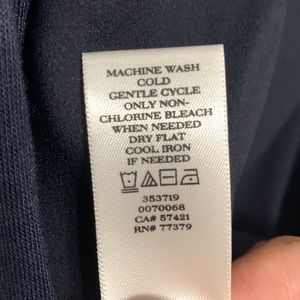 MACHINE WASH
COLD
GENTLE CYCLE
ONLY NON-
CHLORINE BLEACH
WHEN NEEDED
DRY FLAT
COOL IRON
IF NEEDED
353719
0070068
CA# 57421
RN# 77379